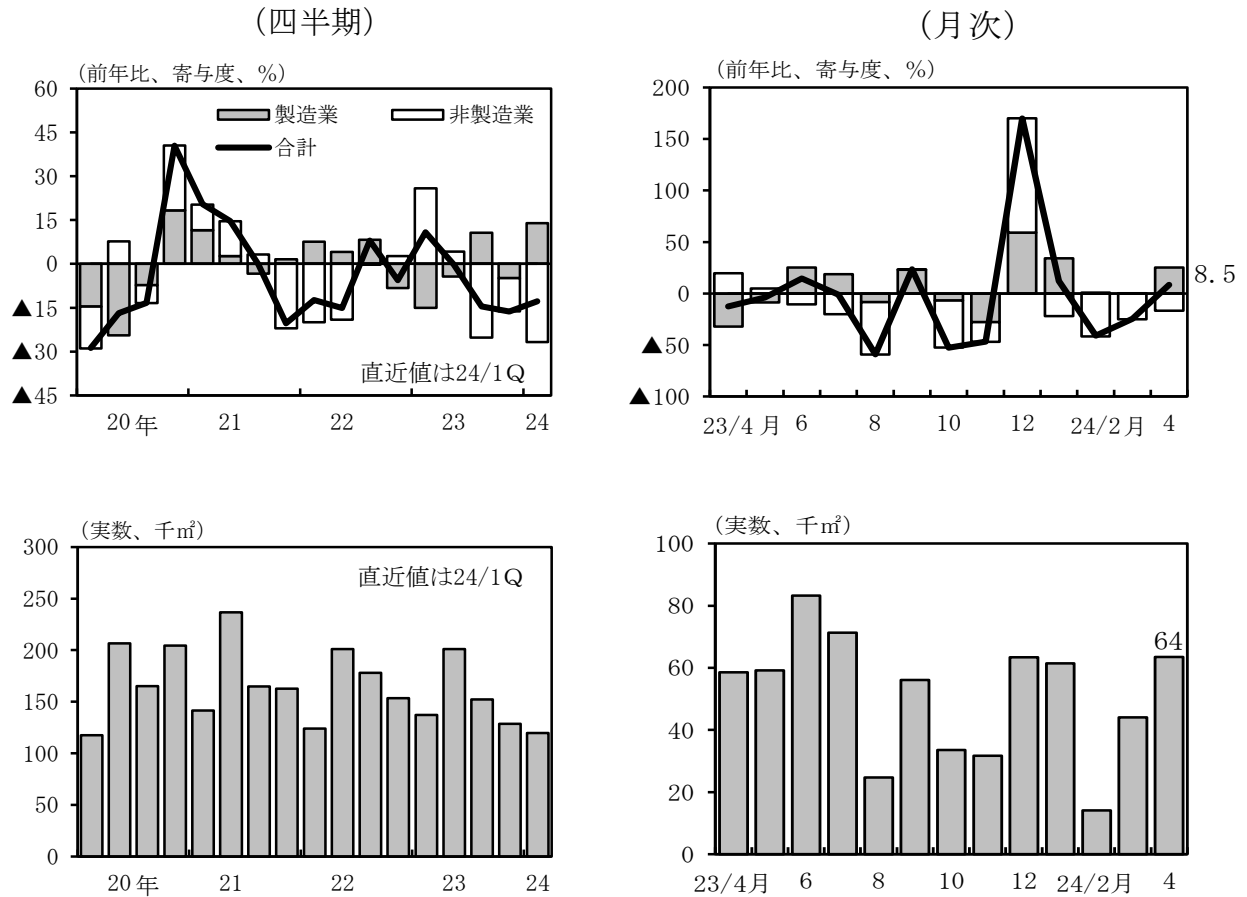 (四半期)
(前年比、寄与度、%)
60
45
30
15
0
▲15
▲30
▲45
製造業
非製造業
合計
直近値は24/1Q
20年 21 22 23 24
(月次)
(前年比、寄与度、%)
200
150
100
50
0
▲50
▲100
8.5
23/4月 6 8 10 12 24/2月 4
(実数、千㎡)
300
250
200
150
100
50
0
直近値は24/1Q
20年 21 22 23 24
(実数、千㎡)
100
80
60
40
20
0
64
23/4月 6 8 10 12 24/2月 4